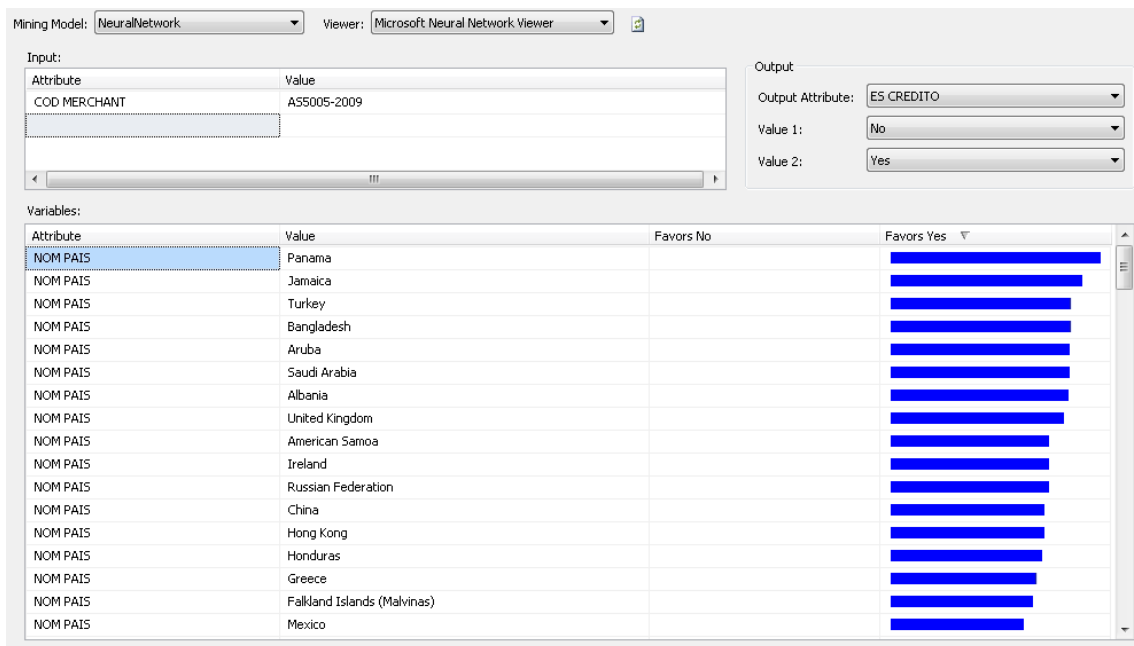 Mining Model: NeuralNetwork Viewer: Microsoft Neural Network Viewer
Input:
Attribute Value
COD MERCHANT AS5005-2009
Output
Output Attribute: ES CREDITO
Value 1: No
Value 2: Yes
Variables:
Attribute Value Favors No Favors Yes
NOM PAIS Panama
NOM PAIS Jamaica
NOM PAIS Turkey
NOM PAIS Bangladesh
NOM PAIS Aruba
NOM PAIS Saudi Arabia
NOM PAIS Albania
NOM PAIS United Kingdom
NOM PAIS American Samoa
NOM PAIS Ireland
NOM PAIS Russian Federation
NOM PAIS China
NOM PAIS Hong Kong
NOM PAIS Honduras
NOM PAIS Greece
NOM PAIS Falkland Islands (Malvinas)
NOM PAIS Mexico